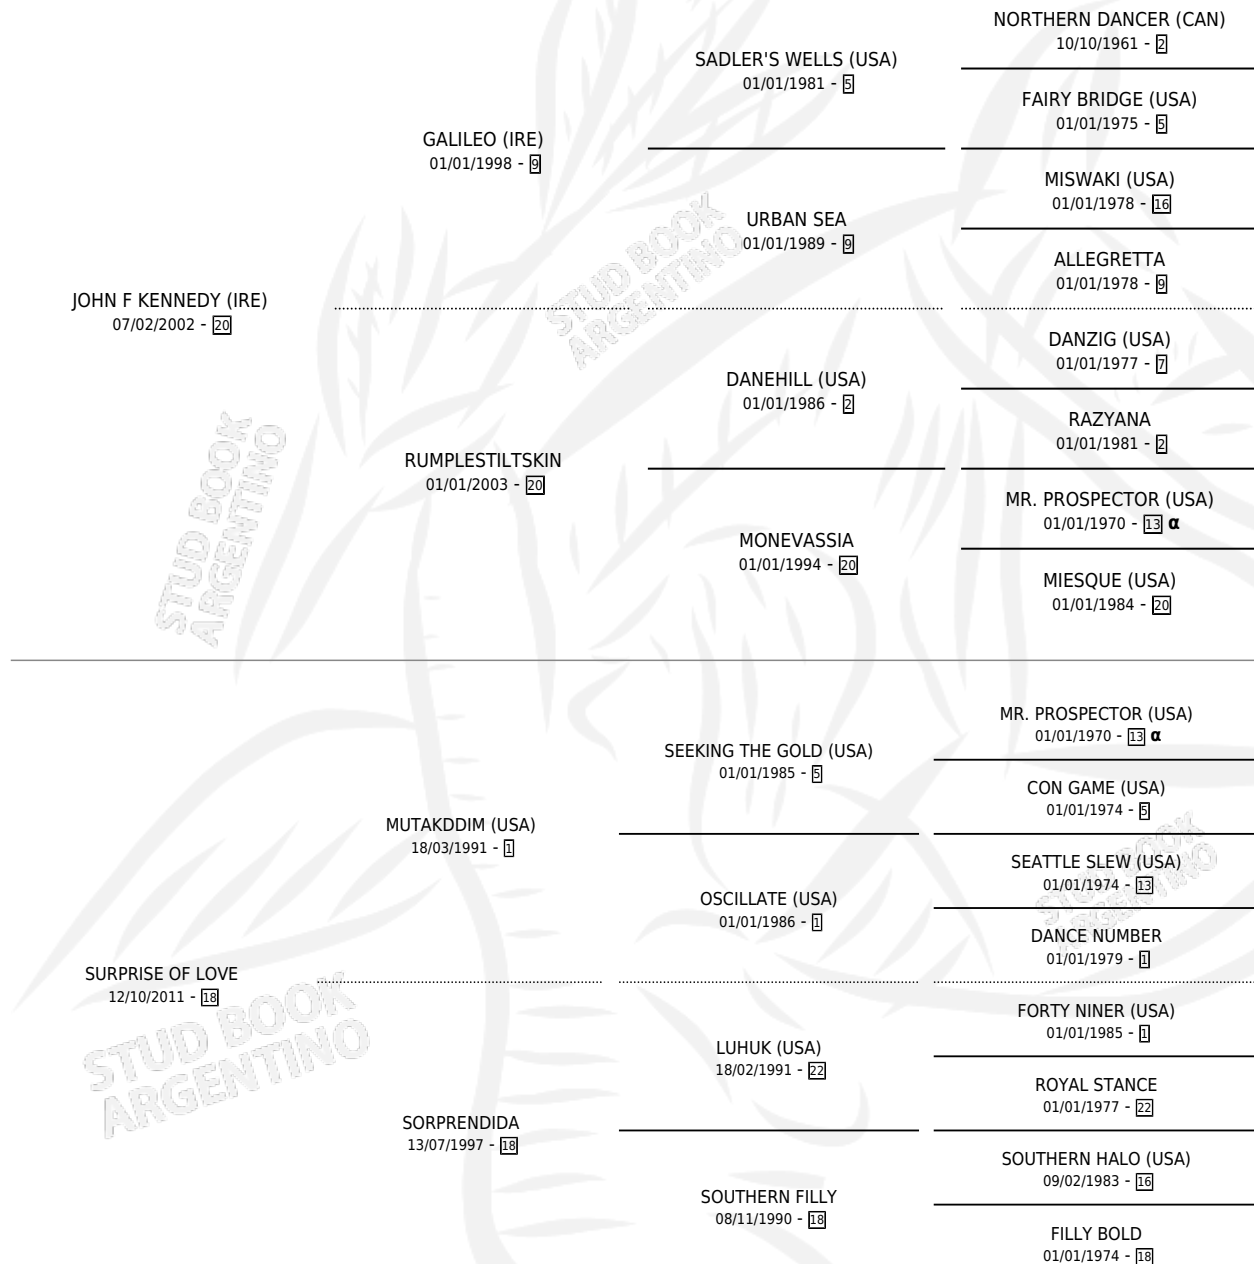 NORTHERN DANCER (CAN)
10/10/1961 - 2
SADLER'S WELLS (USA)
01/01/1981 - 5
FAIRY BRIDGE (USA)
01/01/1975 - 5
GALILEO (IRE)
01/01/1998 - 9
MISWAKI (USA)
01/01/1978 - 16
URBAN SEA
01/01/1989 - 9
ALLEGRETTA
01/01/1978 - 9
JOHN F KENNEDY (IRE)
07/02/2002 - 20
DANZIG (USA)
01/01/1977 - 7
DANEHILL (USA)
01/01/1986 - 2
RAZYANA
01/01/1981 - 2
RUMPLESTILTSKIN
01/01/2003 - 20
MR. PROSPECTOR (USA)
01/01/1970 - 13 α
MONEVASSIA
01/01/1994 - 20
MIESQUE (USA)
01/01/1984 - 20
MR. PROSPECTOR (USA)
01/01/1970 - 13 α
SEEKING THE GOLD (USA)
01/01/1985 - 5
CON GAME (USA)
01/01/1974 - 5
MUTAKDDIM (USA)
18/03/1991 - 1
SEATTLE SLEW (USA)
01/01/1974 - 13
OSCILLATE (USA)
01/01/1986 - 1
DANCE NUMBER
01/01/1979 - 1
SURPRISE OF LOVE
12/10/2011 - 18
FORTY NINER (USA)
01/01/1985 - 1
LUHUK (USA)
18/02/1991 - 22
ROYAL STANCE
01/01/1977 - 22
SORPRENDIDA
13/07/1997 - 18
SOUTHERN HALO (USA)
09/02/1983 - 16
SOUTHERN FILLY
08/11/1990 - 18
FILLY BOLD
01/01/1974 - 18
STUD BOOK
ARGENTINO
STUD BOOK
ARGENTINO
STUD BOOK
ARGENTINO
STUD BOOK
ARGENTINO